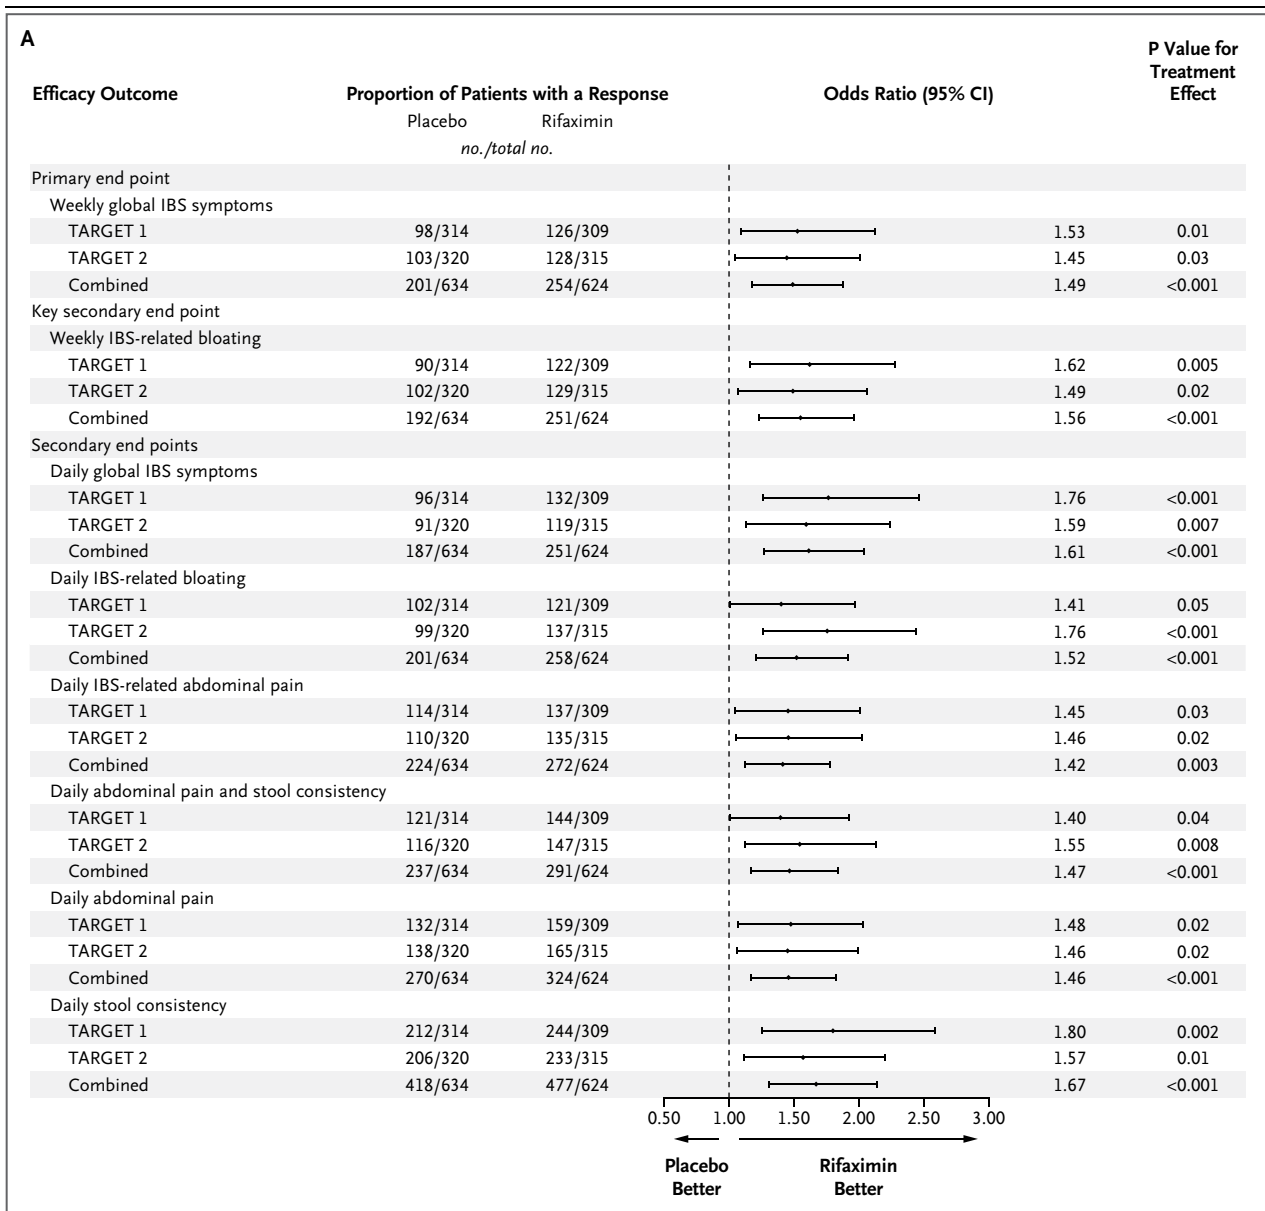 A
P Value for
Treatment
Efficacy Outcome Proportion of Patients with a Response Odds Ratio (95% CI) Effect
Placebo Rifaximin
no./total no.
Primary end point
Weekly global IBS symptoms
TARGET 1 98/314 126/309 1.53 0.01
TARGET 2 103/320 128/315 1.45 0.03
Combined 201/634 254/624 1.49 <0.001
Key secondary end point
Weekly IBS-related bloating
TARGET 1 90/314 122/309 1.62 0.005
TARGET 2 102/320 129/315 1.49 0.02
Combined 192/634 251/624 1.56 <0.001
Secondary end points
Daily global IBS symptoms
TARGET 1 96/314 132/309 1.76 <0.001
TARGET 2 91/320 119/315 1.59 0.007
Combined 187/634 251/624 1.61 <0.001
Daily IBS-related bloating
TARGET 1 102/314 121/309 1.41 0.05
TARGET 2 99/320 137/315 1.76 <0.001
Combined 201/634 258/624 1.52 <0.001
Daily IBS-related abdominal pain
TARGET 1 114/314 137/309 1.45 0.03
TARGET 2 110/320 135/315 1.46 0.02
Combined 224/634 272/624 1.42 0.003
Daily abdominal pain and stool consistency
TARGET 1 121/314 144/309 1.40 0.04
TARGET 2 116/320 147/315 1.55 0.008
Combined 237/634 291/624 1.47 <0.001
Daily abdominal pain
TARGET 1 132/314 159/309 1.48 0.02
TARGET 2 138/320 165/315 1.46 0.02
Combined 270/634 324/624 1.46 <0.001
Daily stool consistency
TARGET 1 212/314 244/309 1.80 0.002
TARGET 2 206/320 233/315 1.57 0.01
Combined 418/634 477/624 1.67 <0.001
0.50 1.00 1.50 2.00 2.50 3.00
Placebo Rifaximin
Better Better